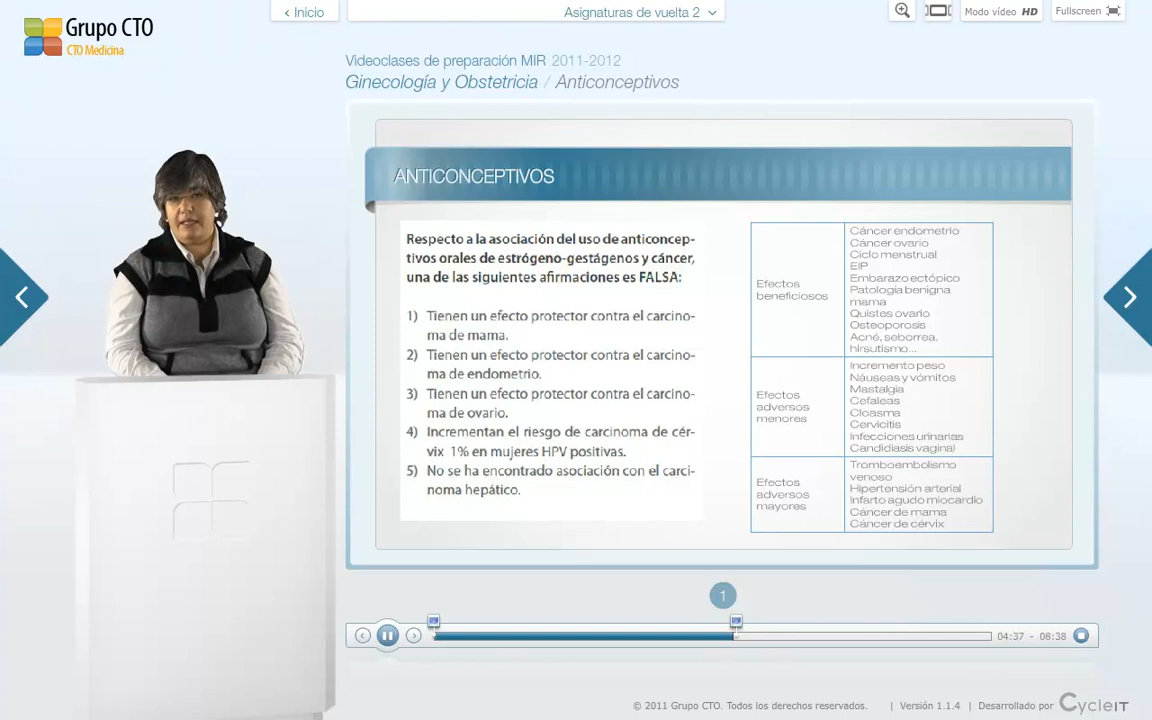 Grupo CTO
CTO Medicina
‹ Inicio
Asignaturas de vuelta 2
Modo vídeo HD
Fullscreen
Videoclases de preparación MIR 2011-2012
Ginecología y Obstetricia / Anticonceptivos
ANTICONCEPTIVOS
Respecto a la asociación del uso de anticoncep-
tivos orales de estrógeno-gestágenos y cáncer,
una de las siguientes afirmaciones es FALSA:
1) Tienen un efecto protector contra el carcino-
ma de mama.
2) Tienen un efecto protector contra el carcino-
ma de endometrio.
3) Tienen un efecto protector contra el carcino-
ma de ovario.
4) Incrementan el riesgo de carcinoma de cér-
vix 1% en mujeres HPV positivas.
5) No se ha encontrado asociación con el carci-
noma hepático.
Efectos
beneficiosos
Cáncer endometrio
Cáncer ovario
Ciclo menstrual
EIP
Embarazo ectópico
Patología benigna
mama
Quistes ovario
Osteoporosis
Acné, seborrea,
hirsutismo...
Efectos
adversos
menores
Incremento peso
Náuseas y vómitos
Mastalgia
Cefaleas
Cloasma
Cervicitis
Infecciones urinarias
Candidiasis vaginal
Efectos
adversos
mayores
Tromboembolismo
venoso
Hipertensión arterial
Infarto agudo miocardio
Cáncer de mama
Cáncer de cérvix
1
04:37 - 08:38
© 2011 Grupo CTO. Todos los derechos reservados. | Versión 1.1.4 | Desarrollado por CycleIT